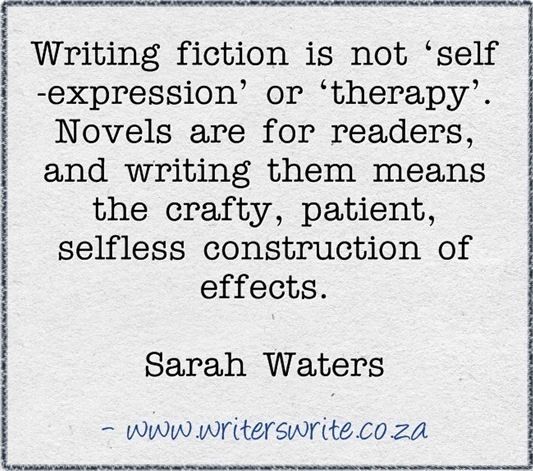 Writing fiction is not ‘self
-expression’ or ‘therapy’.
Novels are for readers,
and writing them means
the crafty, patient,
selfless construction of
effects.
Sarah Waters
- www.writerswrite.co.za